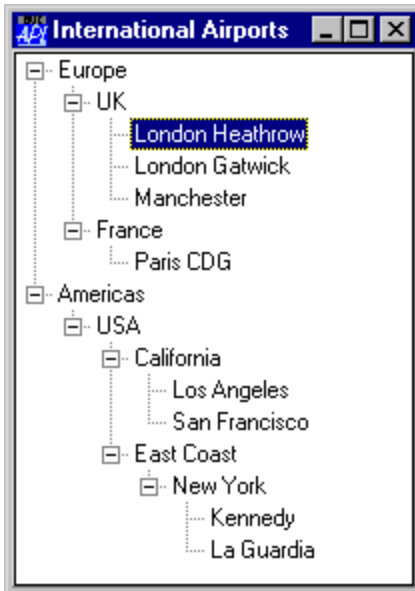 International Airports
Europe
UK
London Heathrow
London Gatwick
Manchester
France
Paris CDG
Americas
USA
California
Los Angeles
San Francisco
East Coast
New York
Kennedy
La Guardia